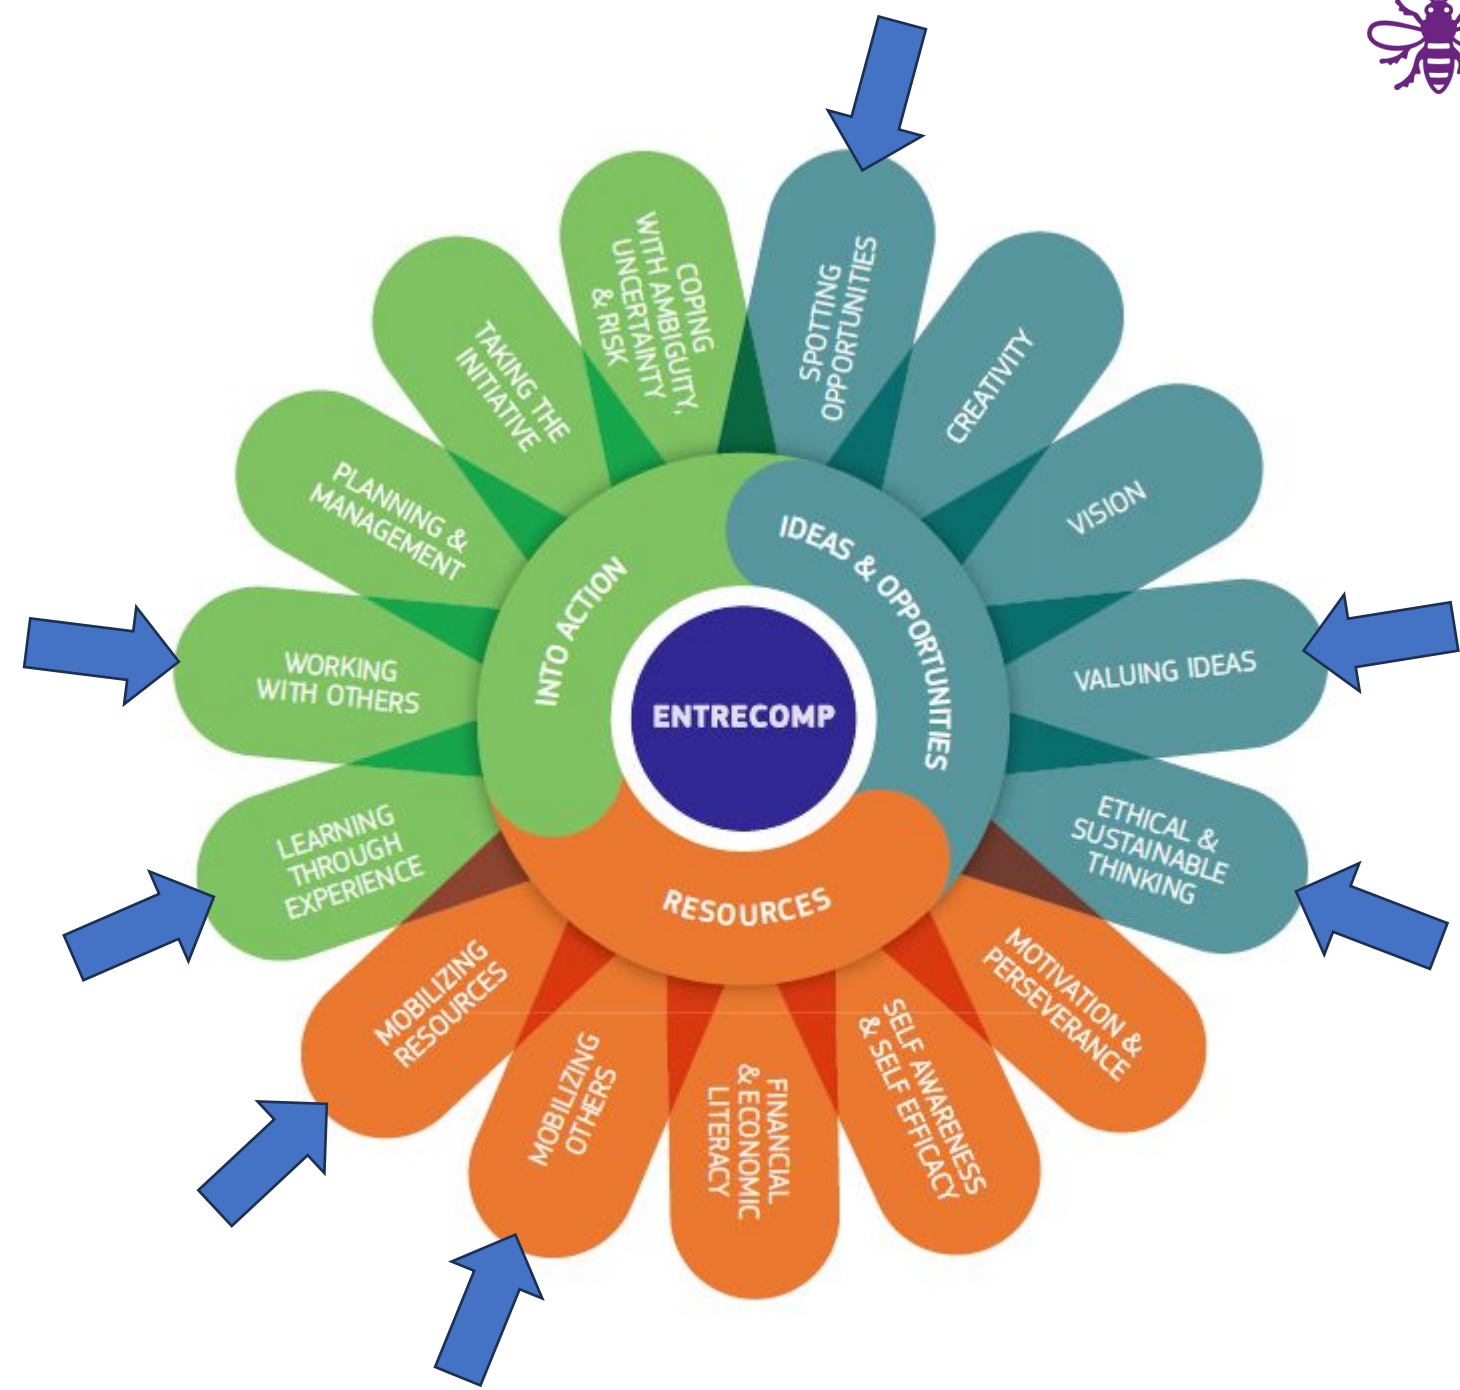 ENTRECOMP
IDEAS & OPPORTUNITIES
RESOURCES
INTO ACTION
SPOTTING
OPPORTUNITIES
CREATIVITY
VISION
VALUING IDEAS
ETHICAL &
SUSTAINABLE
THINKING
MOTIVATION &
PERSEVERANCE
SELF AWARENESS
& SELF EFFICACY
FINANCIAL
& ECONOMIC
LITERACY
MOBILIZING
OTHERS
MOBILIZING
RESOURCES
LEARNING
THROUGH
EXPERIENCE
WORKING
WITH OTHERS
PLANNING &
MANAGEMENT
TAKING THE
INITIATIVE
COPING
WITH AMBIGUITY,
UNCERTAINTY
& RISK